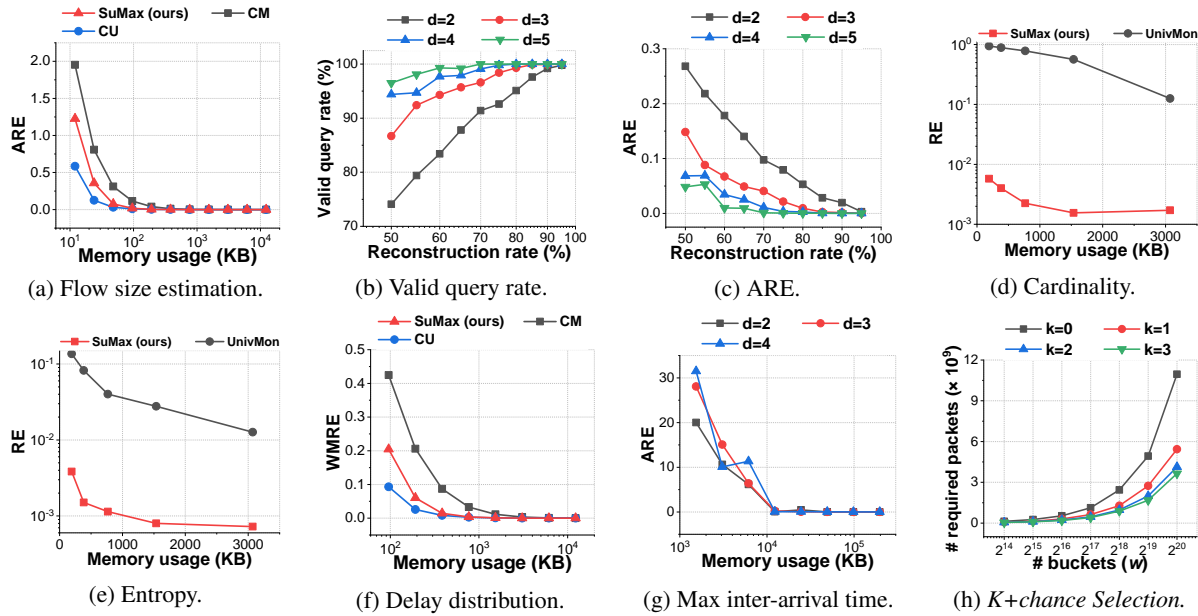 SuMax (ours) CM
CU
ARE
2.0
1.5
1.0
0.5
0.0
10^1 10^2 10^3 10^4
Memory usage (KB)
(a) Flow size estimation.
d=2 d=3
d=4 d=5
Valid query rate (%)
100
90
80
70
50 60 70 80 90 100
Reconstruction rate (%)
(b) Valid query rate.
d=2 d=3
d=4 d=5
ARE
0.3
0.2
0.1
0.0
50 60 70 80 90 100
Reconstruction rate (%)
(c) ARE.
SuMax (ours) UnivMon
RE
10^0
10^-1
10^-2
10^-3
0 1000 2000 3000
Memory usage (KB)
(d) Cardinality.
SuMax (ours) UnivMon
RE
10^-1
10^-2
10^-3
0 1000 2000 3000
Memory usage (KB)
(e) Entropy.
SuMax (ours) CM
CU
WMRE
0.5
0.4
0.3
0.2
0.1
0.0
10^2 10^3 10^4
Memory usage (KB)
(f) Delay distribution.
d=2 d=3
d=4
ARE
30
20
10
0
10^3 10^4 10^5
Memory usage (KB)
(g) Max inter-arrival time.
k=0 k=1
k=2 k=3
# required packets (× 10^9)
12
9
6
3
0
2^14 2^15 2^16 2^17 2^18 2^19 2^20
# buckets (w)
(h) K+chance Selection.